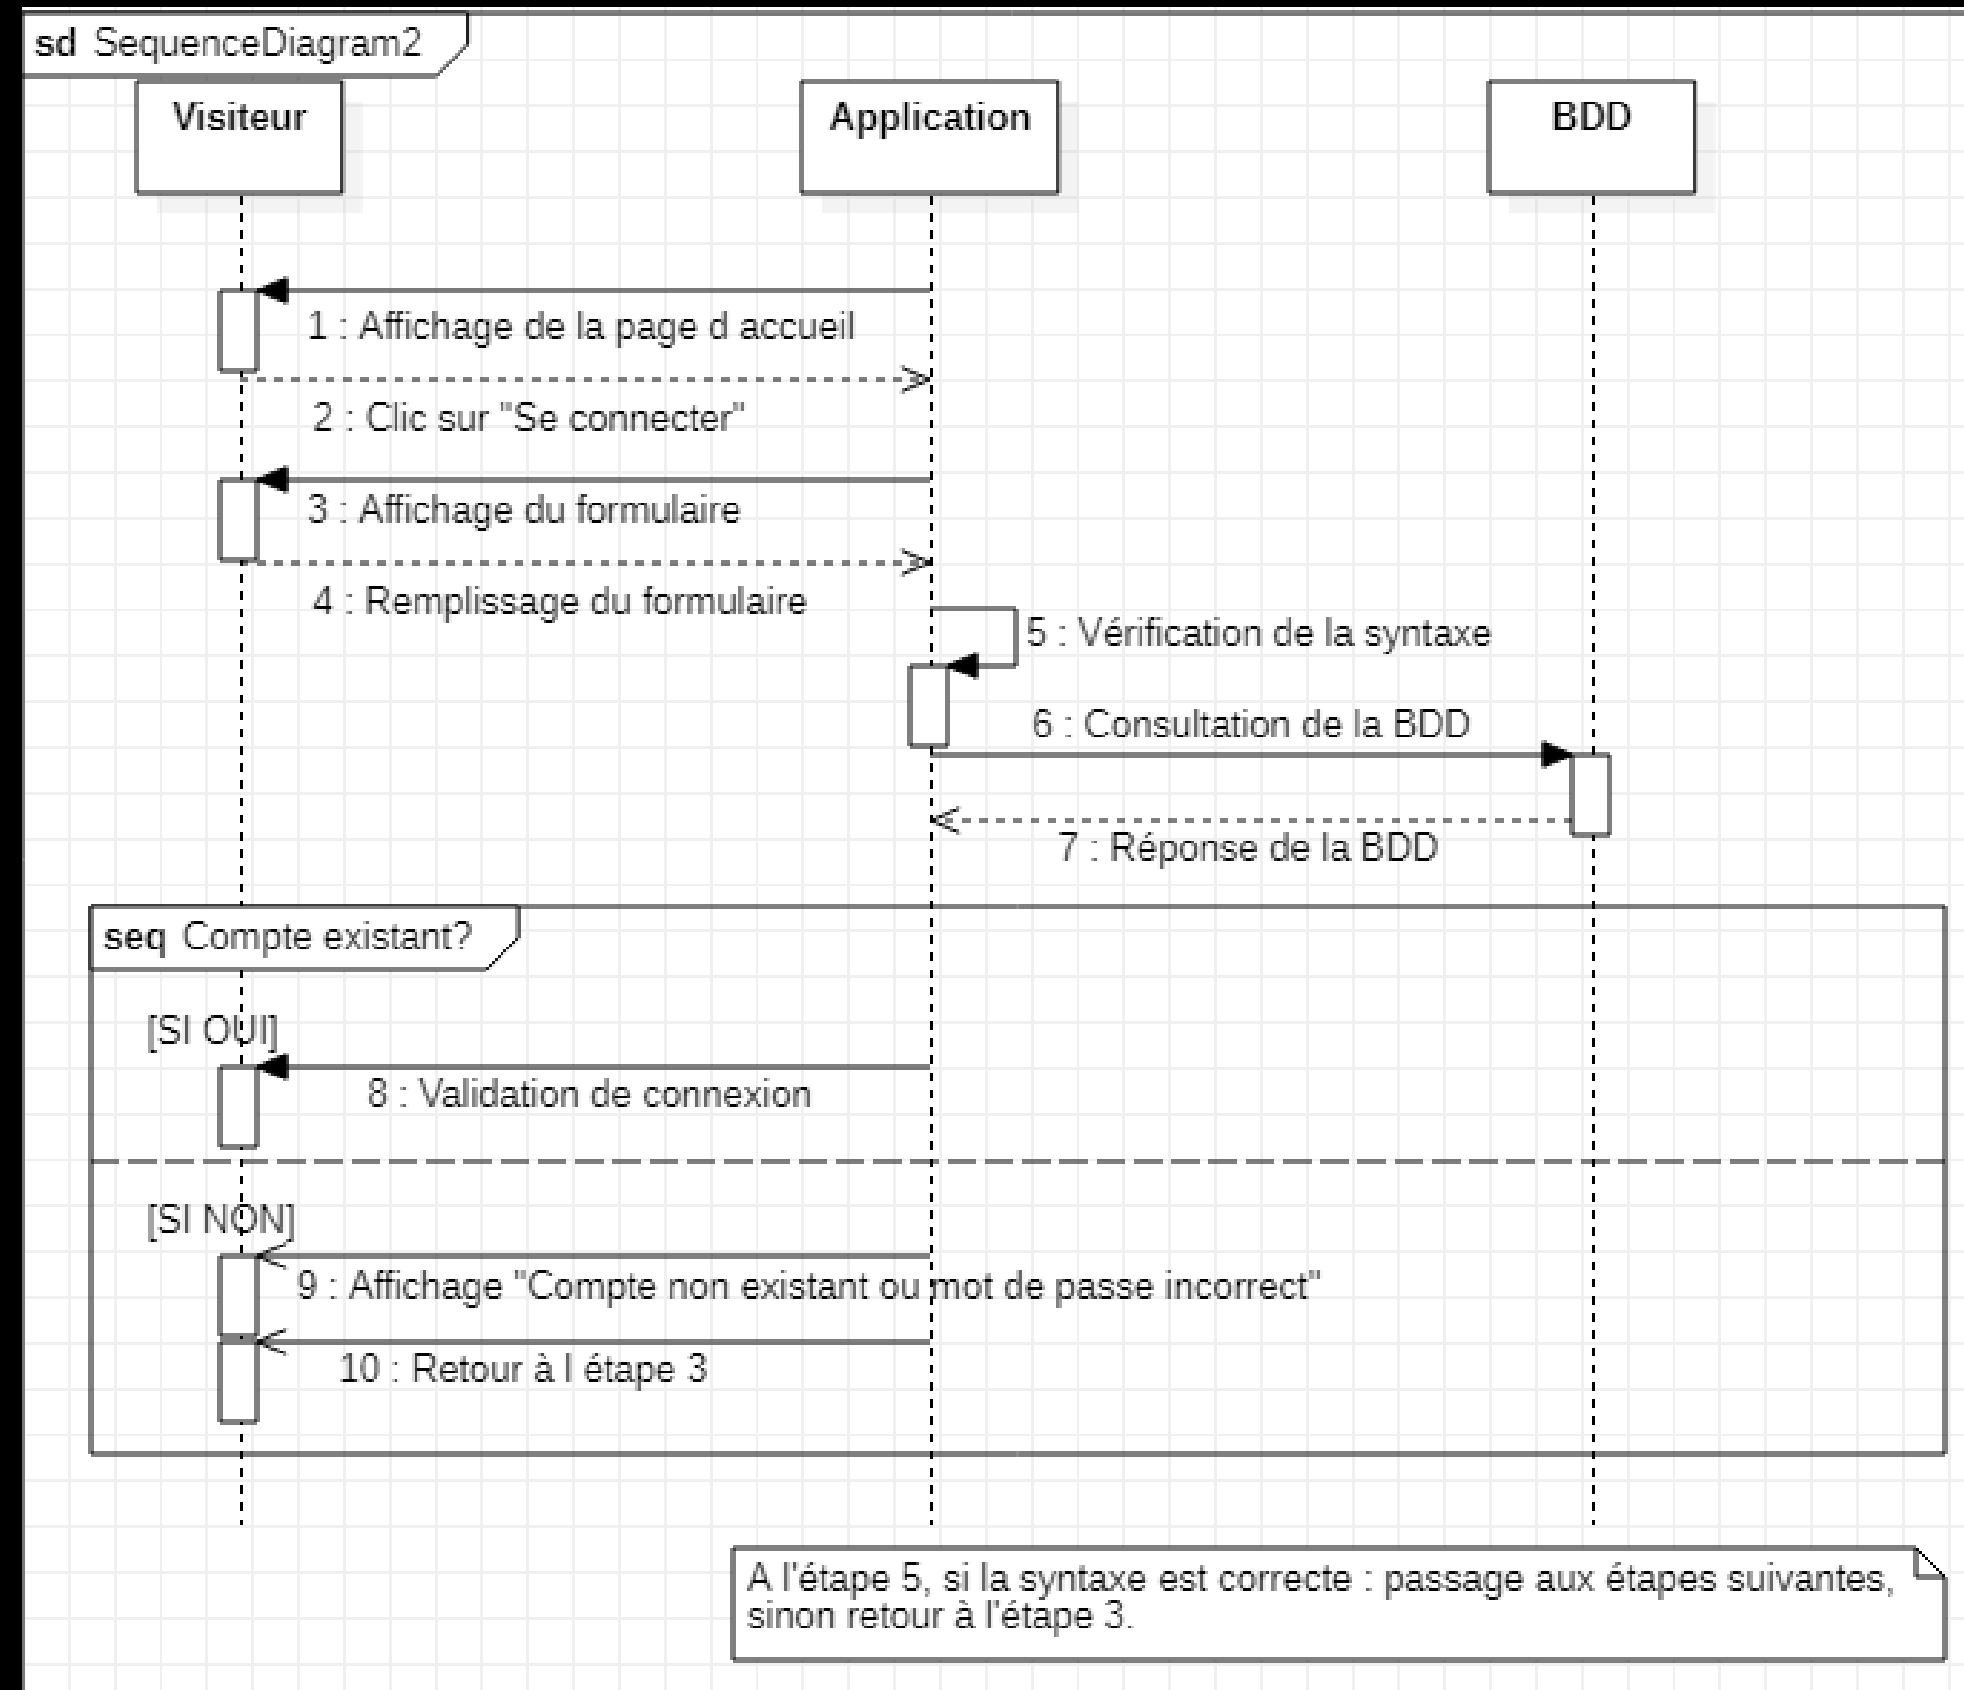 sd SequenceDiagram2
Visiteur
Application
BDD
1 : Affichage de la page d accueil
2 : Clic sur "Se connecter"
3 : Affichage du formulaire
4 : Remplissage du formulaire
5 : Vérification de la syntaxe
6 : Consultation de la BDD
7 : Réponse de la BDD
seq Compte existant?
[SI OUI]
8 : Validation de connexion
[SI NON]
9 : Affichage "Compte non existant ou mot de passe incorrect"
10 : Retour à l étape 3
A l'étape 5, si la syntaxe est correcte : passage aux étapes suivantes,
sinon retour à l'étape 3.